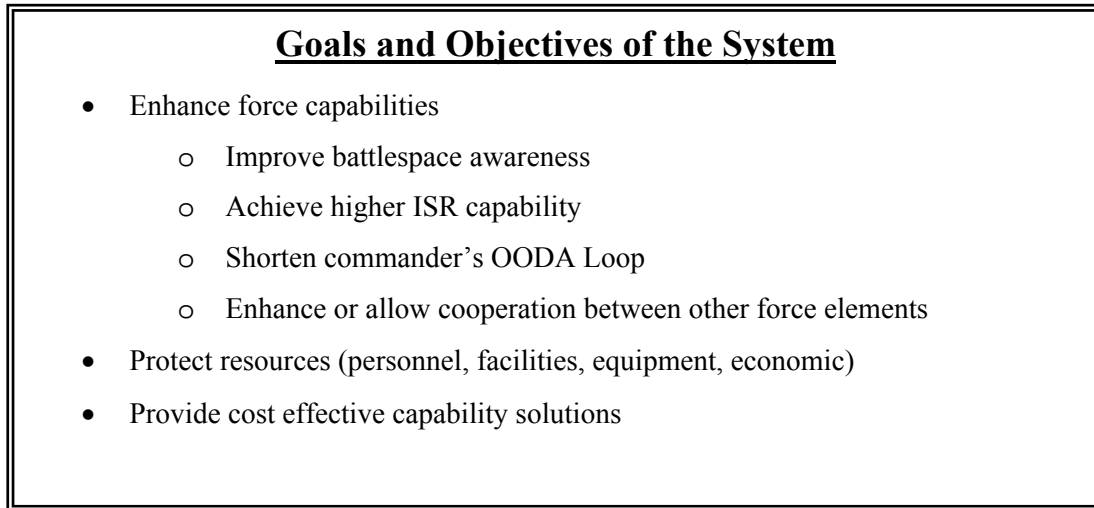 Goals and Objectives of the System
• Enhance force capabilities
o Improve battlespace awareness
o Achieve higher ISR capability
o Shorten commander’s OODA Loop
o Enhance or allow cooperation between other force elements
• Protect resources (personnel, facilities, equipment, economic)
• Provide cost effective capability solutions